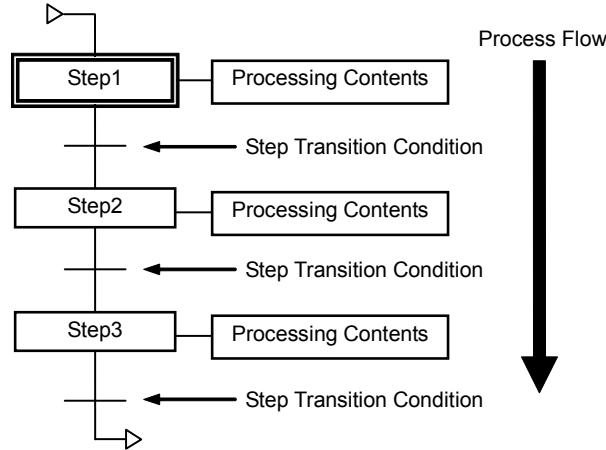 Process Flow
Step1
Processing Contents
Step Transition Condition
Step2
Processing Contents
Step Transition Condition
Step3
Processing Contents
Step Transition Condition